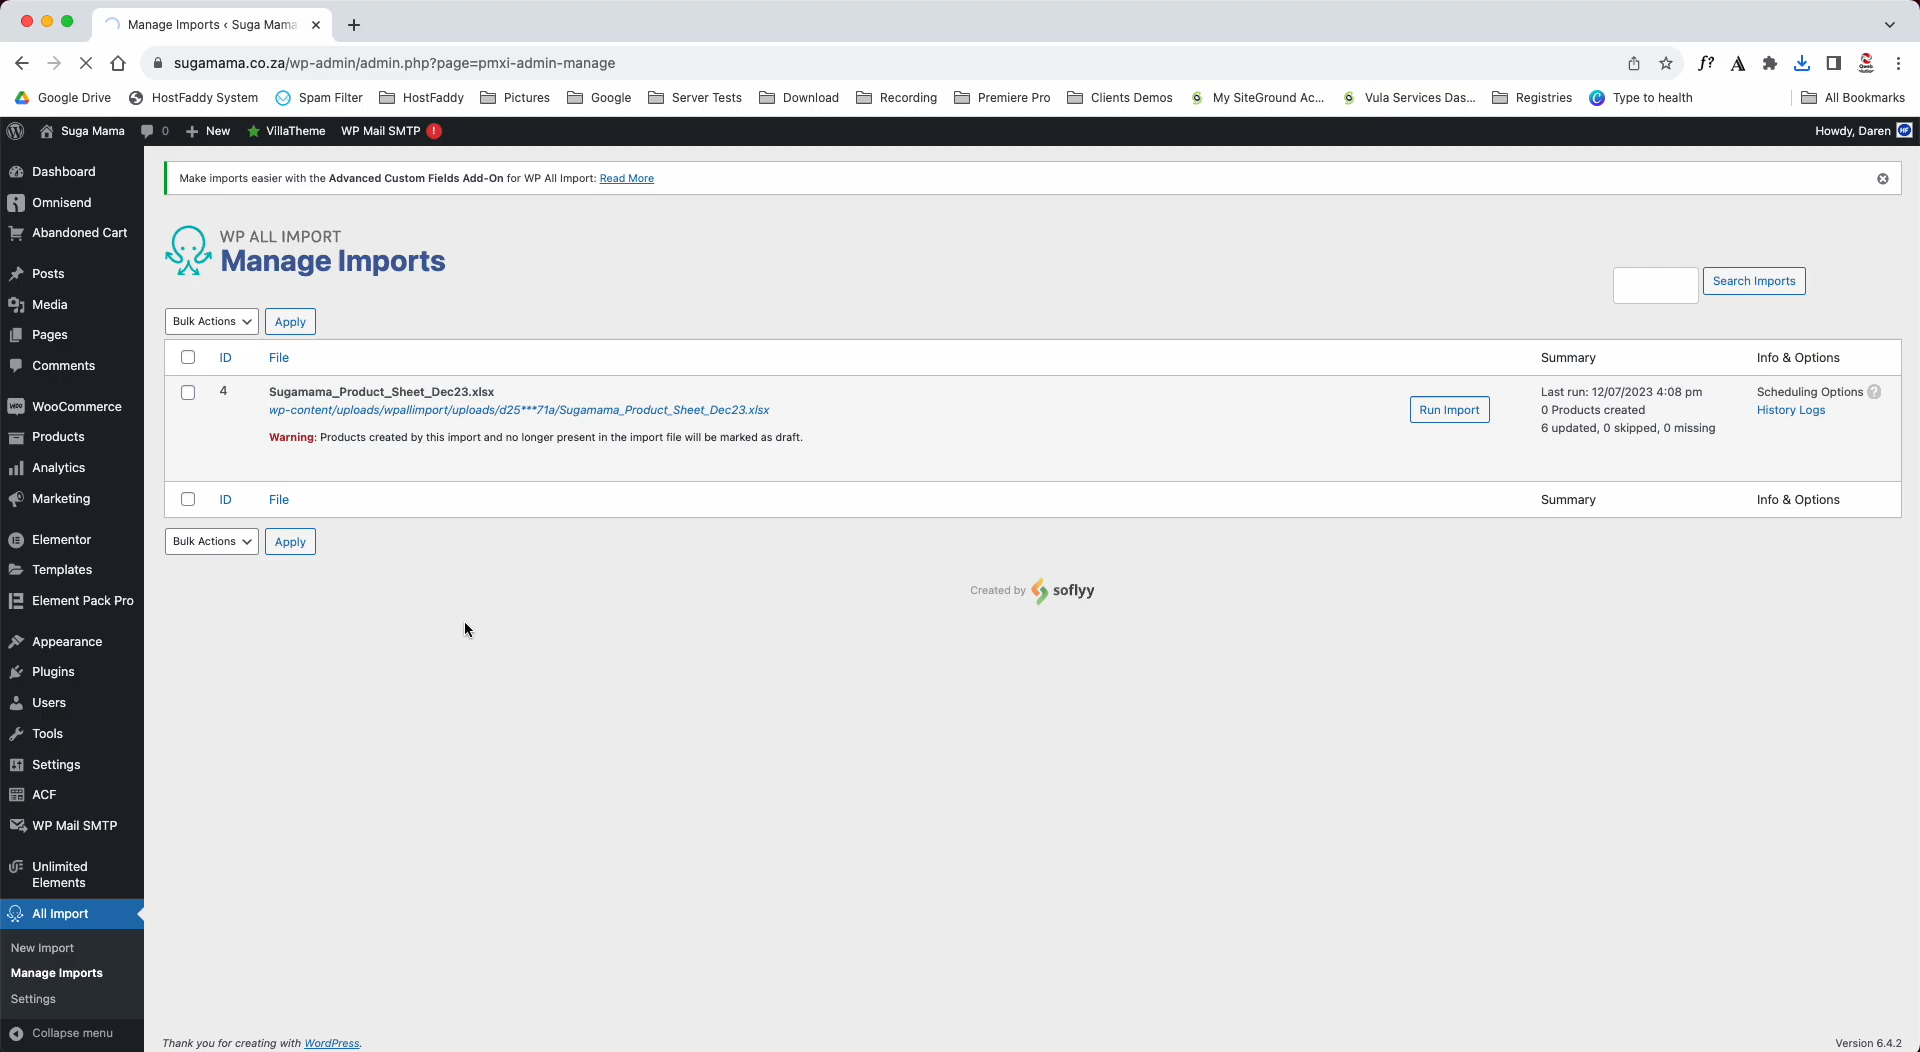 Manage Imports ‹ Suga Mama
sugamama.co.za/wp-admin/admin.php?page=pmxi-admin-manage
f?
A
Google Drive
HostFaddy System
Spam Filter
HostFaddy
Pictures
Google
Server Tests
Download
Recording
Premiere Pro
Clients Demos
My SiteGround Ac...
Vula Services Das...
Registries
Type to health
All Bookmarks
Suga Mama
0
New
VillaTheme
WP Mail SMTP
!
Howdy, Daren
HF
Dashboard
Omnisend
Abandoned Cart
Posts
Media
Pages
Comments
WooCommerce
Products
Analytics
Marketing
Elementor
Templates
Element Pack Pro
Appearance
Plugins
Users
Tools
Settings
ACF
WP Mail SMTP
Unlimited
Elements
All Import
New Import
Manage Imports
Settings
Collapse menu
Make imports easier with the Advanced Custom Fields Add-On for WP All Import: Read More
WP ALL IMPORT
Manage Imports
Search Imports
Bulk Actions
Apply
ID
File
Summary
Info & Options
4
Sugamama_Product_Sheet_Dec23.xlsx
wp-content/uploads/wpallimport/uploads/d25***71a/Sugamama_Product_Sheet_Dec23.xlsx
Warning: Products created by this import and no longer present in the import file will be marked as draft.
Run Import
Last run: 12/07/2023 4:08 pm
0 Products created
6 updated, 0 skipped, 0 missing
Scheduling Options ?
History Logs
ID
File
Summary
Info & Options
Bulk Actions
Apply
Created by soflyy
Thank you for creating with WordPress.
Version 6.4.2